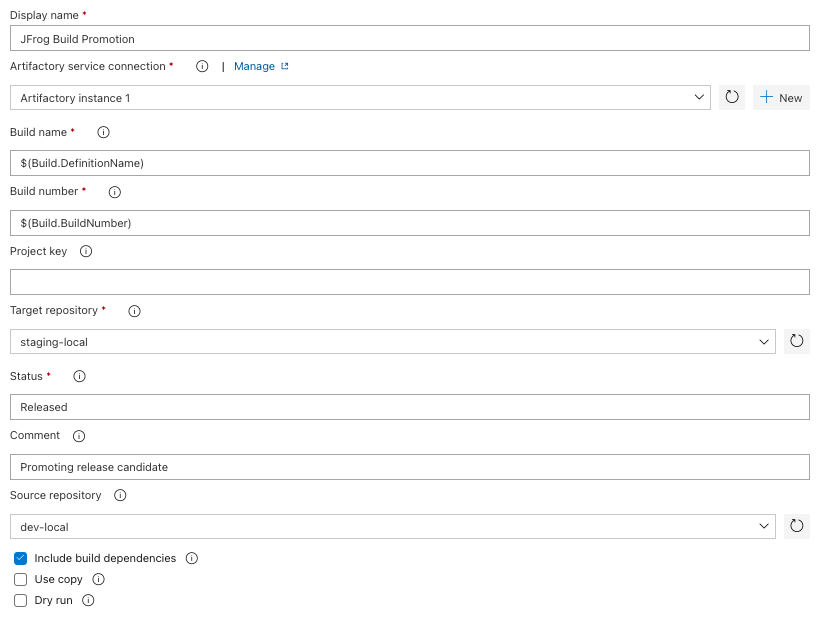 Display name *
JFrog Build Promotion
Artifactory service connection * | Manage
Artifactory instance 1
New
Build name *
$(Build.DefinitionName)
Build number *
$(Build.BuildNumber)
Project key
Target repository *
staging-local
Status *
Released
Comment
Promoting release candidate
Source repository
dev-local
Include build dependencies
Use copy
Dry run